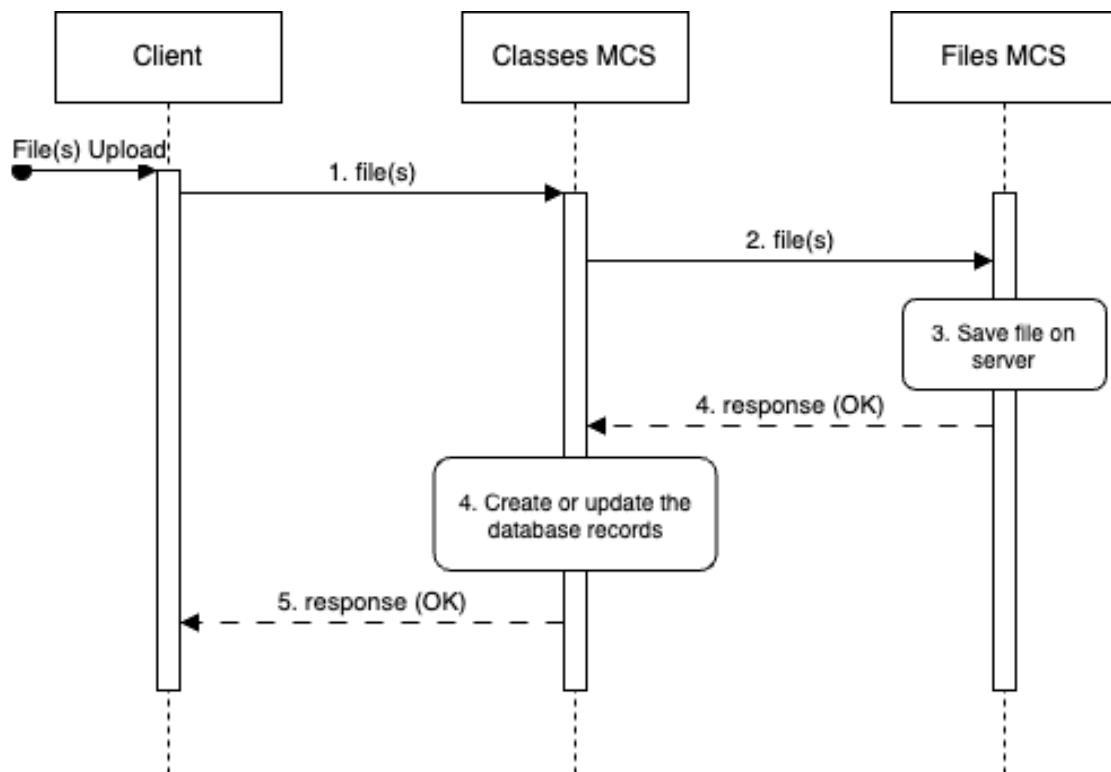 Client
Classes MCS
Files MCS
File(s) Upload
1. file(s)
2. file(s)
3. Save file on
server
4. response (OK)
4. Create or update the
database records
5. response (OK)